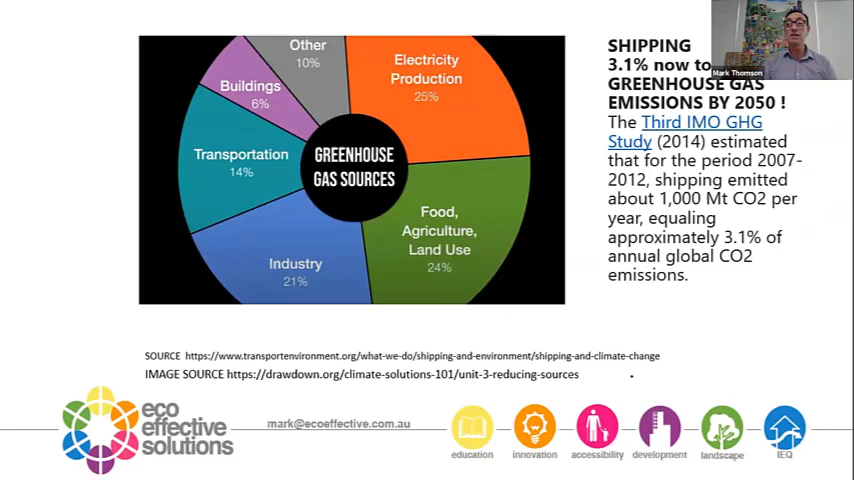 Other
10%
Electricity
Production
25%
Buildings
6%
Transportation
14%
GREENHOUSE
GAS SOURCES
Food,
Agriculture,
Land Use
24%
Industry
21%
SHIPPING
3.1% now to
GREENHOUSE GAS
EMISSIONS BY 2050 !
The Third IMO GHG
Study (2014) estimated
that for the period 2007-
2012, shipping emitted
about 1,000 Mt CO2 per
year, equaling
approximately 3.1% of
annual global CO2
emissions.
Mark Thomson
SOURCE https://www.transportenvironment.org/what-we-do/shipping-and-environment/shipping-and-climate-change
IMAGE SOURCE https://drawdown.org/climate-solutions-101/unit-3-reducing-sources
eco
effective
solutions
mark@ecoeffective.com.au
education
innovation
accessibility
development
landscape
IEQ